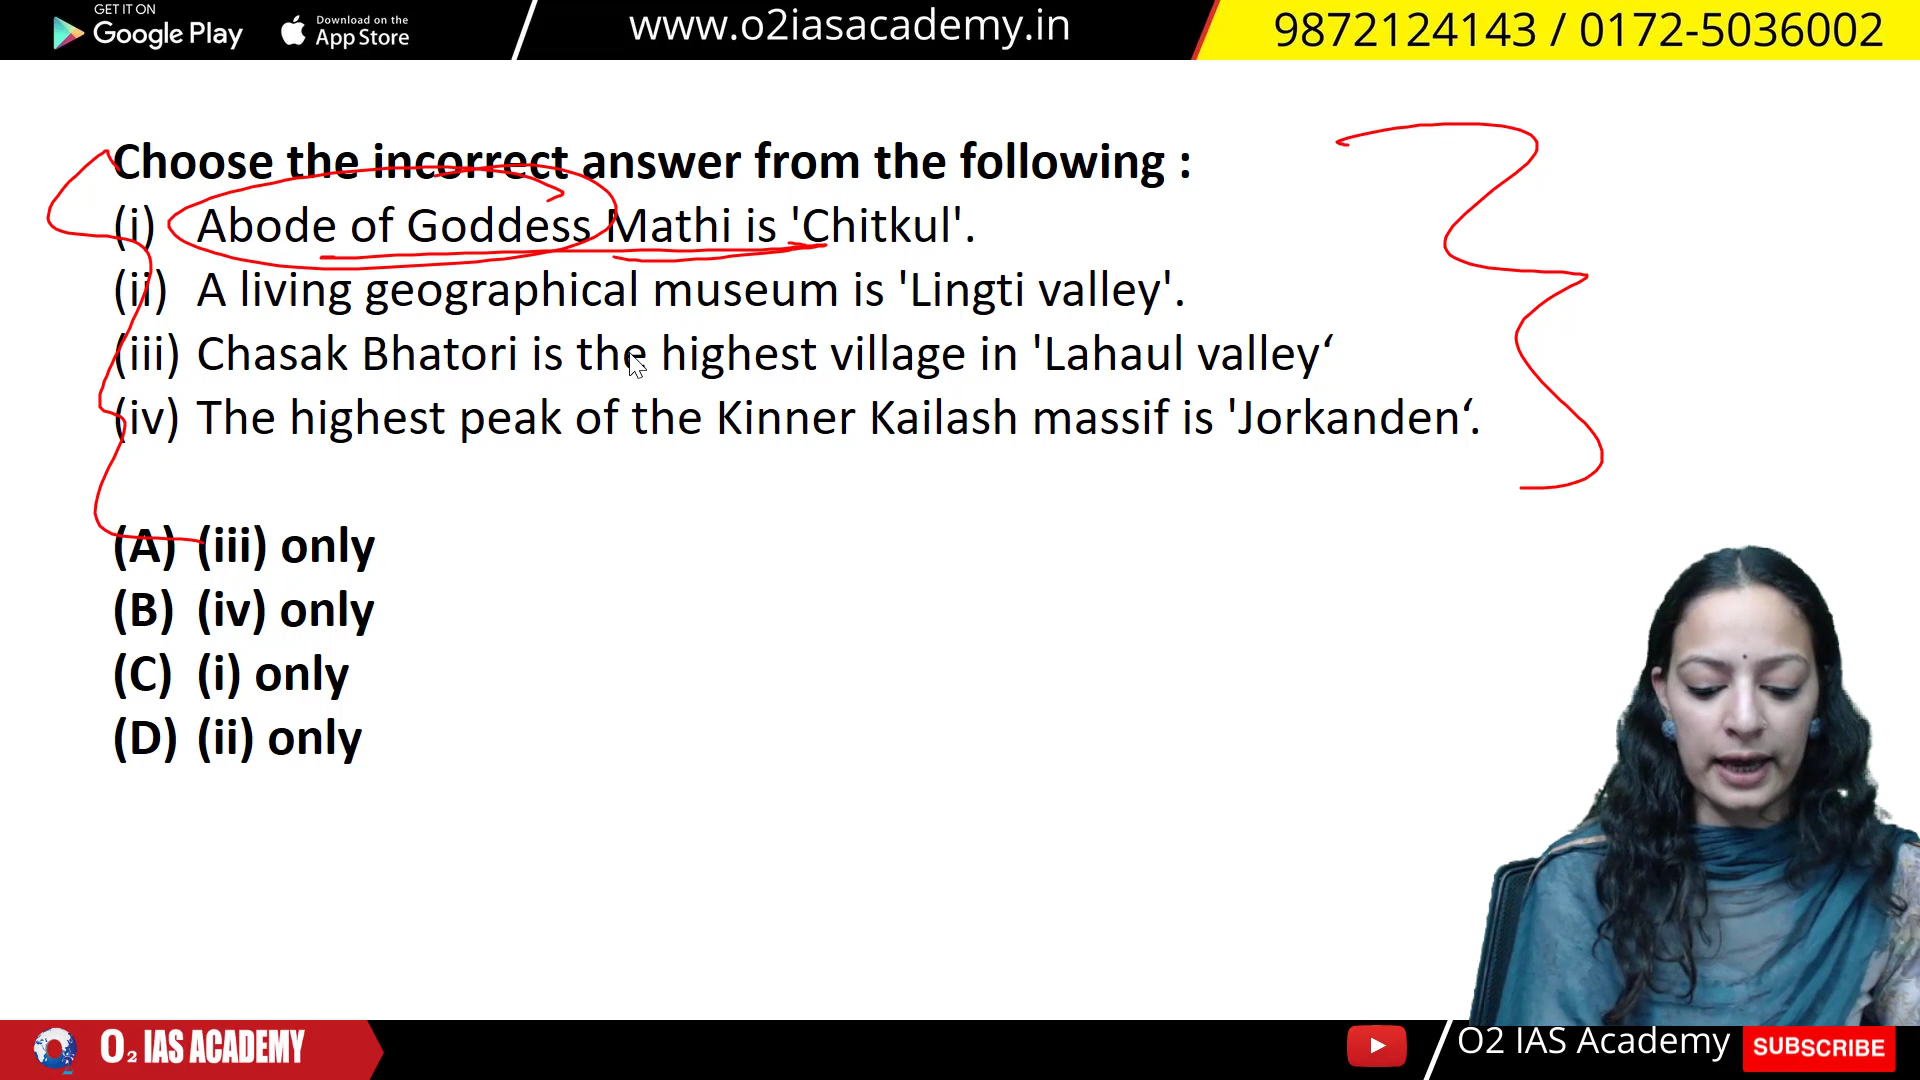 GET IT ON
Google Play
Download on the
App Store
www.o2iasacademy.in
9872124143 / 0172-5036002
Choose the incorrect answer from the following :
(i) Abode of Goddess Mathi is 'Chitkul'.
(ii) A living geographical museum is 'Lingti valley'.
(iii) Chasak Bhatori is the highest village in 'Lahaul valley‘
(iv) The highest peak of the Kinner Kailash massif is 'Jorkanden‘.
(A) (iii) only
(B) (iv) only
(C) (i) only
(D) (ii) only
O2 IAS ACADEMY
O2 IAS Academy
SUBSCRIBE